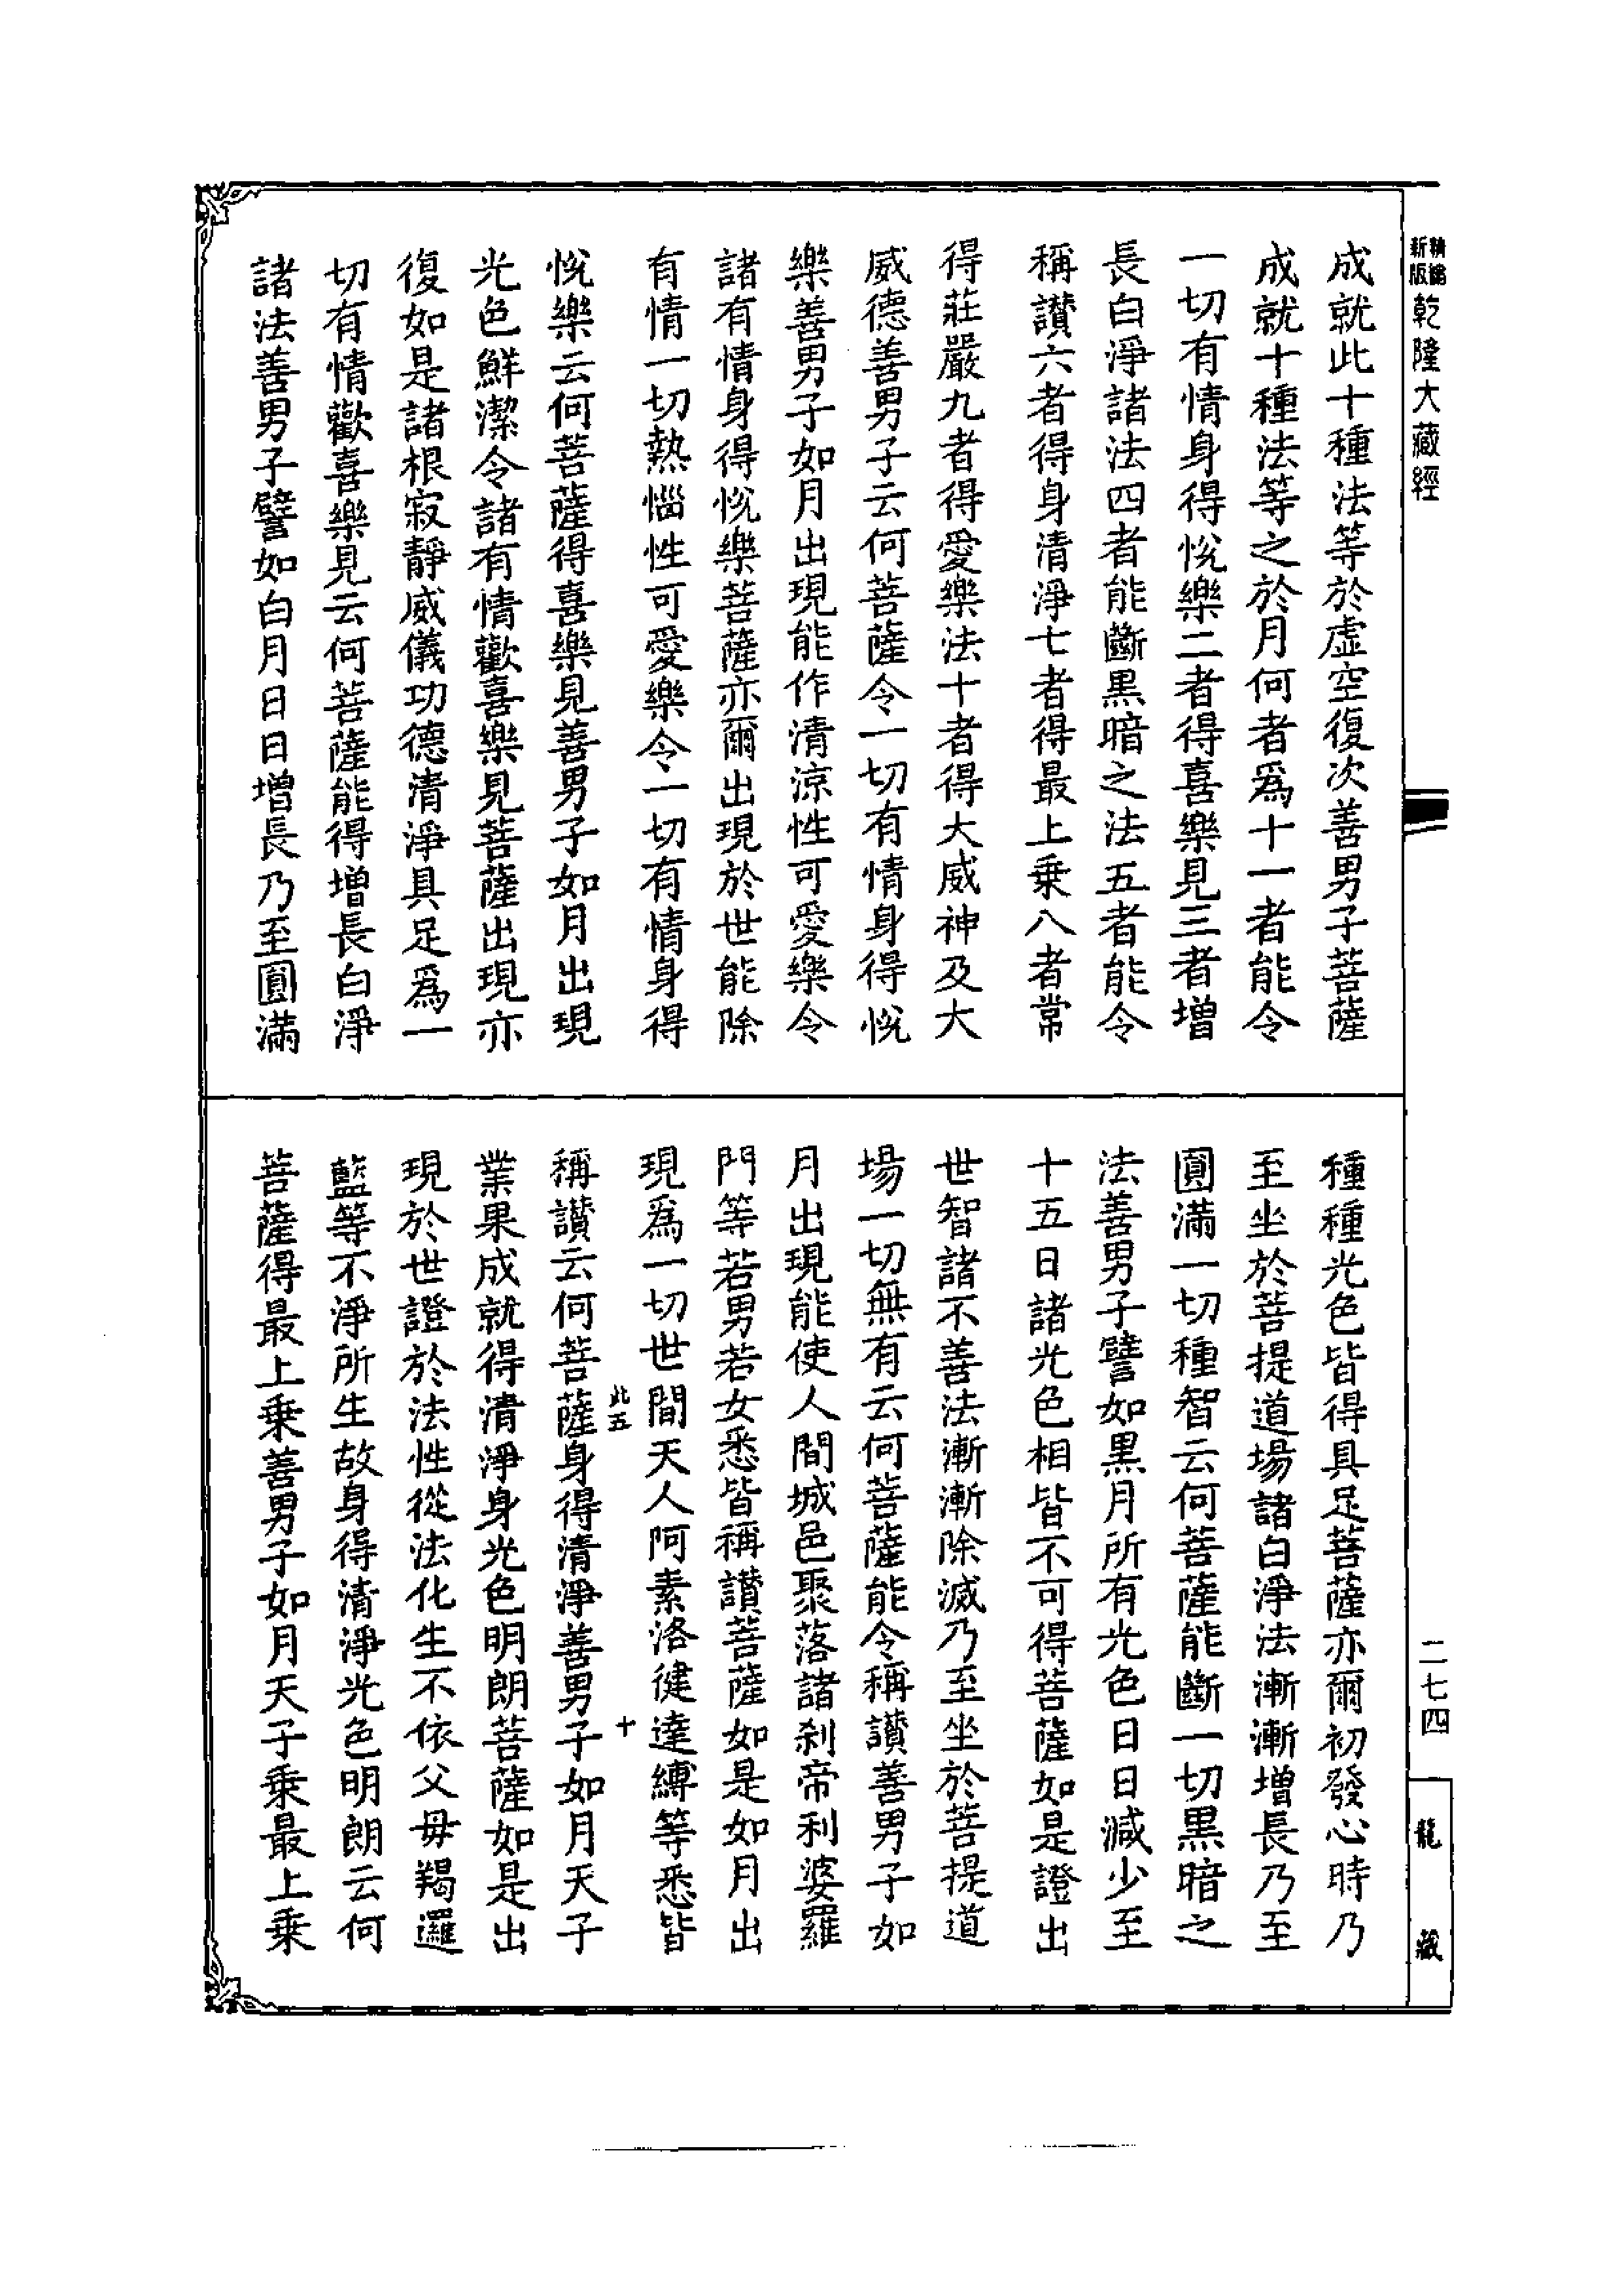 新編縮版乾隆大藏經
成就此十種法等於虛空復次善男子菩薩
成就十種法等之於月何者爲十一者能令
一切有情身得悅樂二者得喜樂見三者增
長白淨諸法四者能斷黑暗之法五者能令
稱讚六者得身清淨七者得最上乘八者常
得莊嚴九者得愛樂法十者得大威神及大
威德善男子云何菩薩令一切有情身得悅
樂善男子如月出現能作清涼性可愛樂令
諸有情身得悅樂菩薩亦爾出現於世能除
有情一切熱惱性可愛樂令一切有情身得
悅樂云何菩薩得喜樂見善男子如月出現
光色鮮潔令諸有情歡喜樂見菩薩出現亦
復如是諸根寂靜威儀功德清淨具足爲一
切有情歡喜樂見云何菩薩能得增長白淨
諸法善男子譬如白月日日增長乃至圓滿
種種光色皆得具足菩薩亦爾初發心時乃
至坐於菩提道場諸白淨法漸漸增長乃至
圓滿一切種智云何菩薩能斷一切黑暗之
法善男子譬如黑月所有光色日日減少至
十五日諸光色相皆不可得菩薩如是證出
世智諸不善法漸漸除滅乃至坐於菩提道
場一切無有云何菩薩能令稱讚善男子如
月出現能使人間城邑聚落諸刹帝利婆羅
門等若男若女悉皆稱讚菩薩如是如月出
現爲一切世間天人阿素洛健達縛等悉皆
此五
十
稱讚云何菩薩身得清淨善男子如月天子
業果成就得清淨身光色明朗菩薩如是出
現於世證於法性從法化生不依父母羯邏
藍等不淨所生故身得清淨光色明朗云何
菩薩得最上乘善男子如月天子乘最上乘
二七四
龍藏